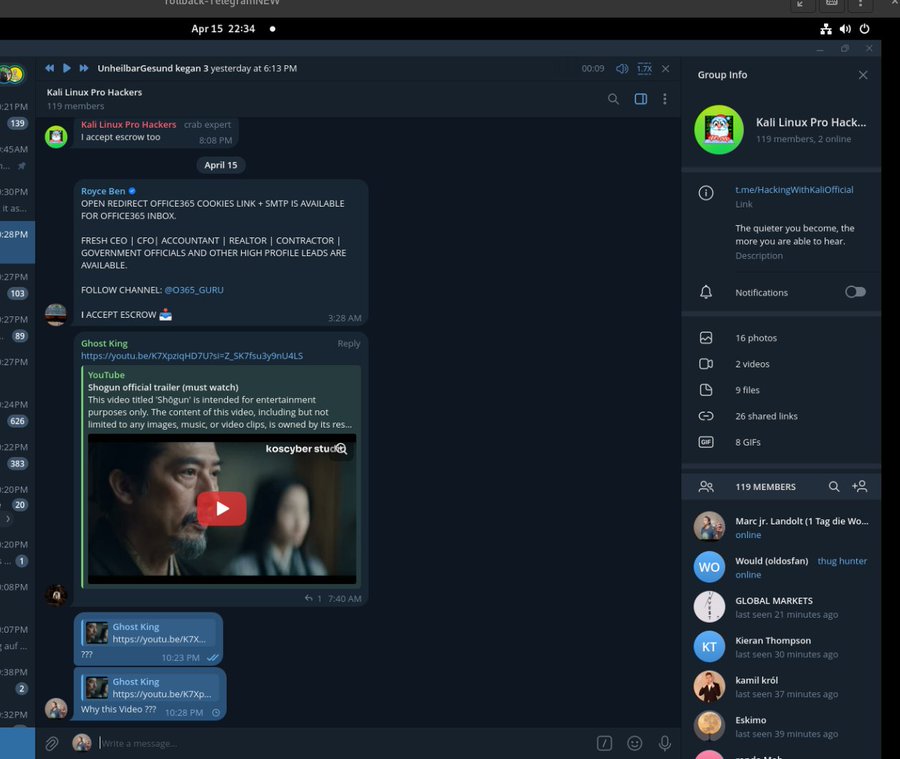 rollback-TelegramNEW
Apr 15 22:34
UnheilbarGesund kegan 3 yesterday at 6:13 PM
00:09
1.7X
Kali Linux Pro Hackers
119 members
:21PM
139
:45AM
:30PM
it as...
:28PM
:27PM
103
:27PM
89
:27PM
:24PM
626
:22PM
383
:20PM
20
:20PM
1
:08PM
:07PM
g auf ...
:38PM
2
:32PM
Kali Linux Pro Hackers crab expert
I accept escrow too
8:08 PM
April 15
Royce Ben
OPEN REDIRECT OFFICE365 COOKIES LINK + SMTP IS AVAILABLE
FOR OFFICE365 INBOX.
FRESH CEO | CFO| ACCOUNTANT | REALTOR | CONTRACTOR |
GOVERNMENT OFFICIALS AND OTHER HIGH PROFILE LEADS ARE
AVAILABLE.
FOLLOW CHANNEL: @O365_GURU
I ACCEPT ESCROW
3:28 AM
Ghost King Reply
https://youtu.be/K7XpziqHD7U?si=Z_SK7fsu3y9nU4LS
YouTube
Shogun official trailer (must watch)
This video titled 'Shōgun' is intended for entertainment
purposes only. The content of this video, including but not
limited to any images, music, or video clips, is owned by its res...
koscyber studio
1 7:40 AM
Ghost King
https://youtu.be/K7X...
???
10:23 PM
Ghost King
https://youtu.be/K7Xp...
Why this Video ??? 10:28 PM
Write a message...
Group Info
Kali Linux Pro Hack...
119 members, 2 online
t.me/HackingWithKaliOfficial
Link
The quieter you become, the
more you are able to hear.
Description
Notifications
16 photos
2 videos
9 files
26 shared links
GIF
8 GIFs
119 MEMBERS
Marc jr. Landolt (1 Tag die Wo...
online
WO
Would (oldosfan) thug hunter
online
GLOBAL MARKETS
last seen 21 minutes ago
KT
Kieran Thompson
last seen 30 minutes ago
kamil król
last seen 37 minutes ago
Eskimo
last seen 39 minutes ago